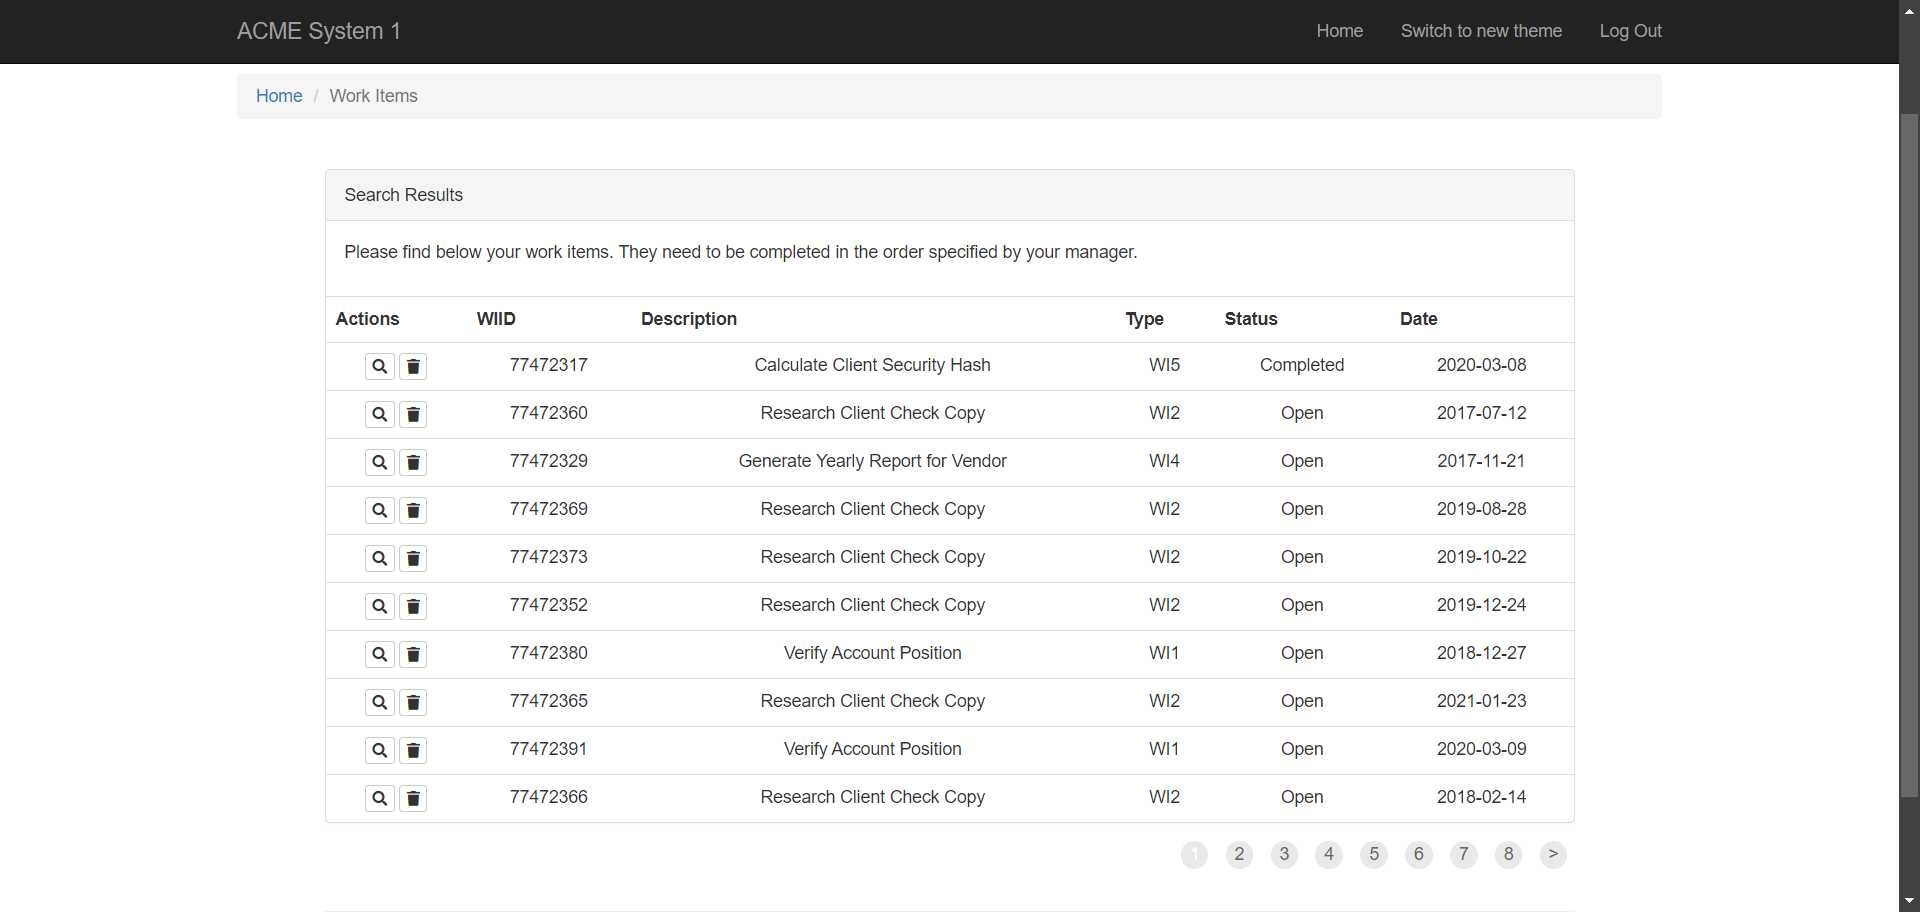 ACME System 1 Home Switch to new theme Log Out
Home / Work Items
Search Results
Please find below your work items. They need to be completed in the order specified by your manager.
Actions WIID Description Type Status Date
77472317 Calculate Client Security Hash WI5 Completed 2020-03-08
77472360 Research Client Check Copy WI2 Open 2017-07-12
77472329 Generate Yearly Report for Vendor WI4 Open 2017-11-21
77472369 Research Client Check Copy WI2 Open 2019-08-28
77472373 Research Client Check Copy WI2 Open 2019-10-22
77472352 Research Client Check Copy WI2 Open 2019-12-24
77472380 Verify Account Position WI1 Open 2018-12-27
77472365 Research Client Check Copy WI2 Open 2021-01-23
77472391 Verify Account Position WI1 Open 2020-03-09
77472366 Research Client Check Copy WI2 Open 2018-02-14
1 2 3 4 5 6 7 8 >